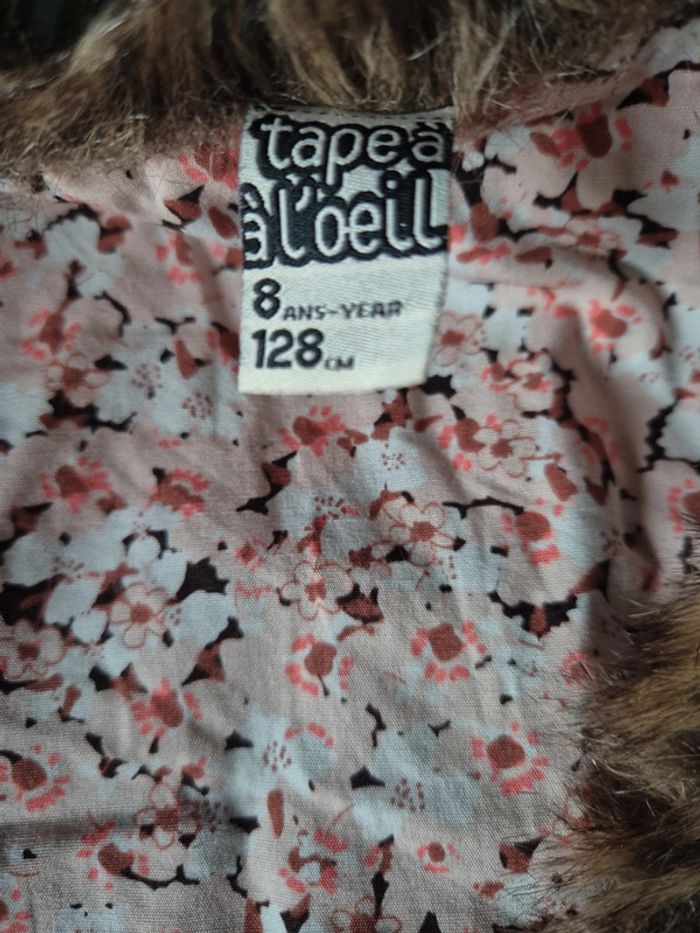 tape à
à l'oeil
8 ANS-YEAR
128 CM